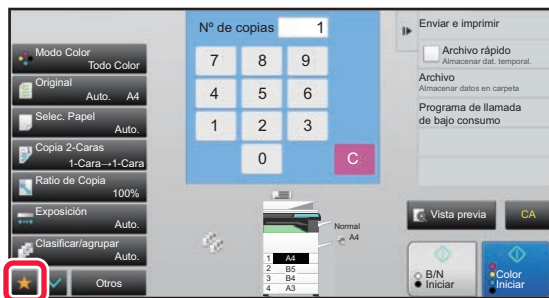 Modo Color
Todo Color
Original
Auto. A4
Selec. Papel
Auto.
Copia 2-Caras
1-Cara→1-Cara
Ratio de Copia
100%
Exposición
Auto.
Clasificar/agrupar
Auto.
Otros
Nº de copias 1
7 8 9
4 5 6
1 2 3
0 C
Normal
A4
1 A4
2 B5
3 B4
4 A3
Enviar e imprimir
Archivo rápido
Almacenar dat. temporal.
Archivo
Almacenar datos en carpeta
Programa de llamada
de bajo consumo
Vista previa
CA
B/N
Iniciar
Color
Iniciar